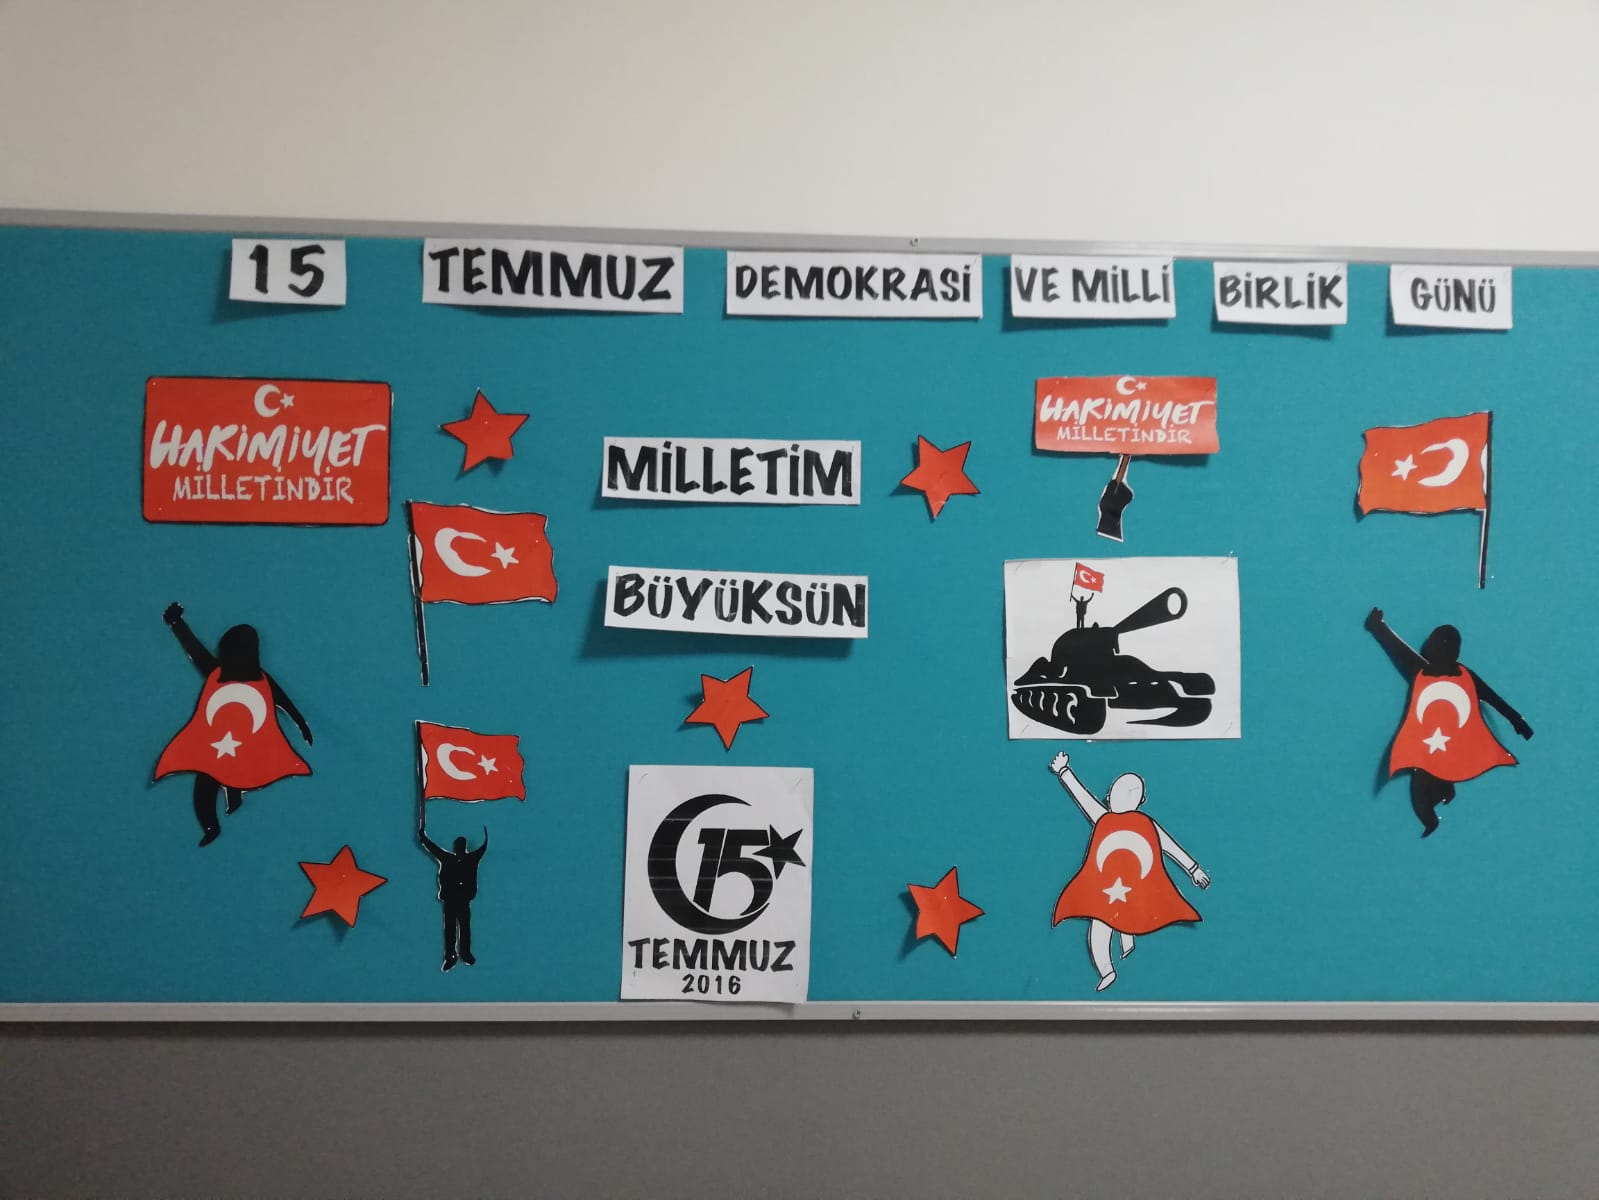 15 TEMMUZ DEMOKRASİ VE MİLLİ BİRLİK GÜNÜ
HAKİMİYET
MİLLETİNDİR
MİLLETİM
BÜYÜKSÜN
HAKİMİYET
MİLLETİNDİR
15
TEMMUZ
2016